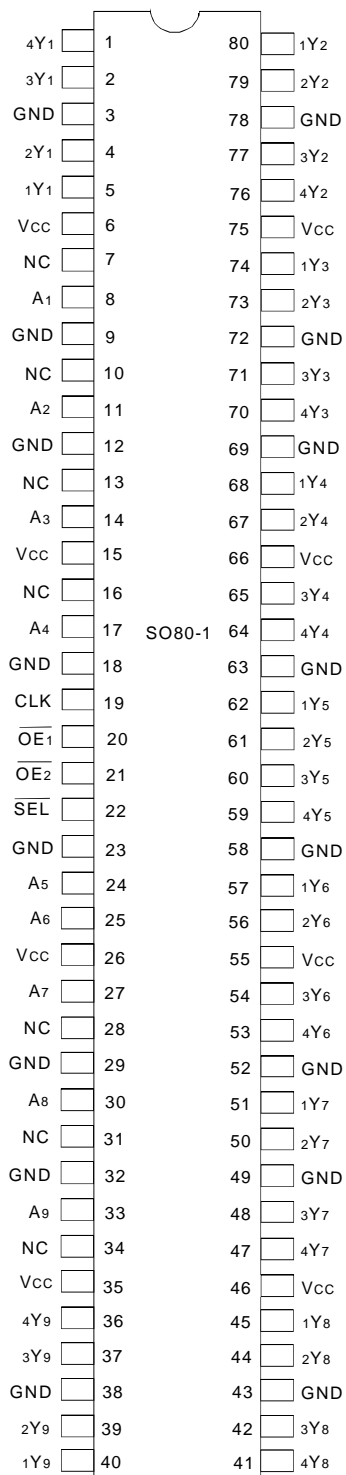 4Y1 1 80 1Y2
3Y1 2 79 2Y2
GND 3 78 GND
2Y1 4 77 3Y2
1Y1 5 76 4Y2
VCC 6 75 VCC
NC 7 74 1Y3
A1 8 73 2Y3
GND 9 72 GND
NC 10 71 3Y3
A2 11 70 4Y3
GND 12 69 GND
NC 13 68 1Y4
A3 14 67 2Y4
VCC 15 66 VCC
NC 16 65 3Y4
A4 17 SO80-1 64 4Y4
GND 18 63 GND
CLK 19 62 1Y5
OE1 20 61 2Y5
OE2 21 60 3Y5
SEL 22 59 4Y5
GND 23 58 GND
A5 24 57 1Y6
A6 25 56 2Y6
VCC 26 55 VCC
A7 27 54 3Y6
NC 28 53 4Y6
GND 29 52 GND
A8 30 51 1Y7
NC 31 50 2Y7
GND 32 49 GND
A9 33 48 3Y7
NC 34 47 4Y7
VCC 35 46 VCC
4Y9 36 45 1Y8
3Y9 37 44 2Y8
GND 38 43 GND
2Y9 39 42 3Y8
1Y9 40 41 4Y8